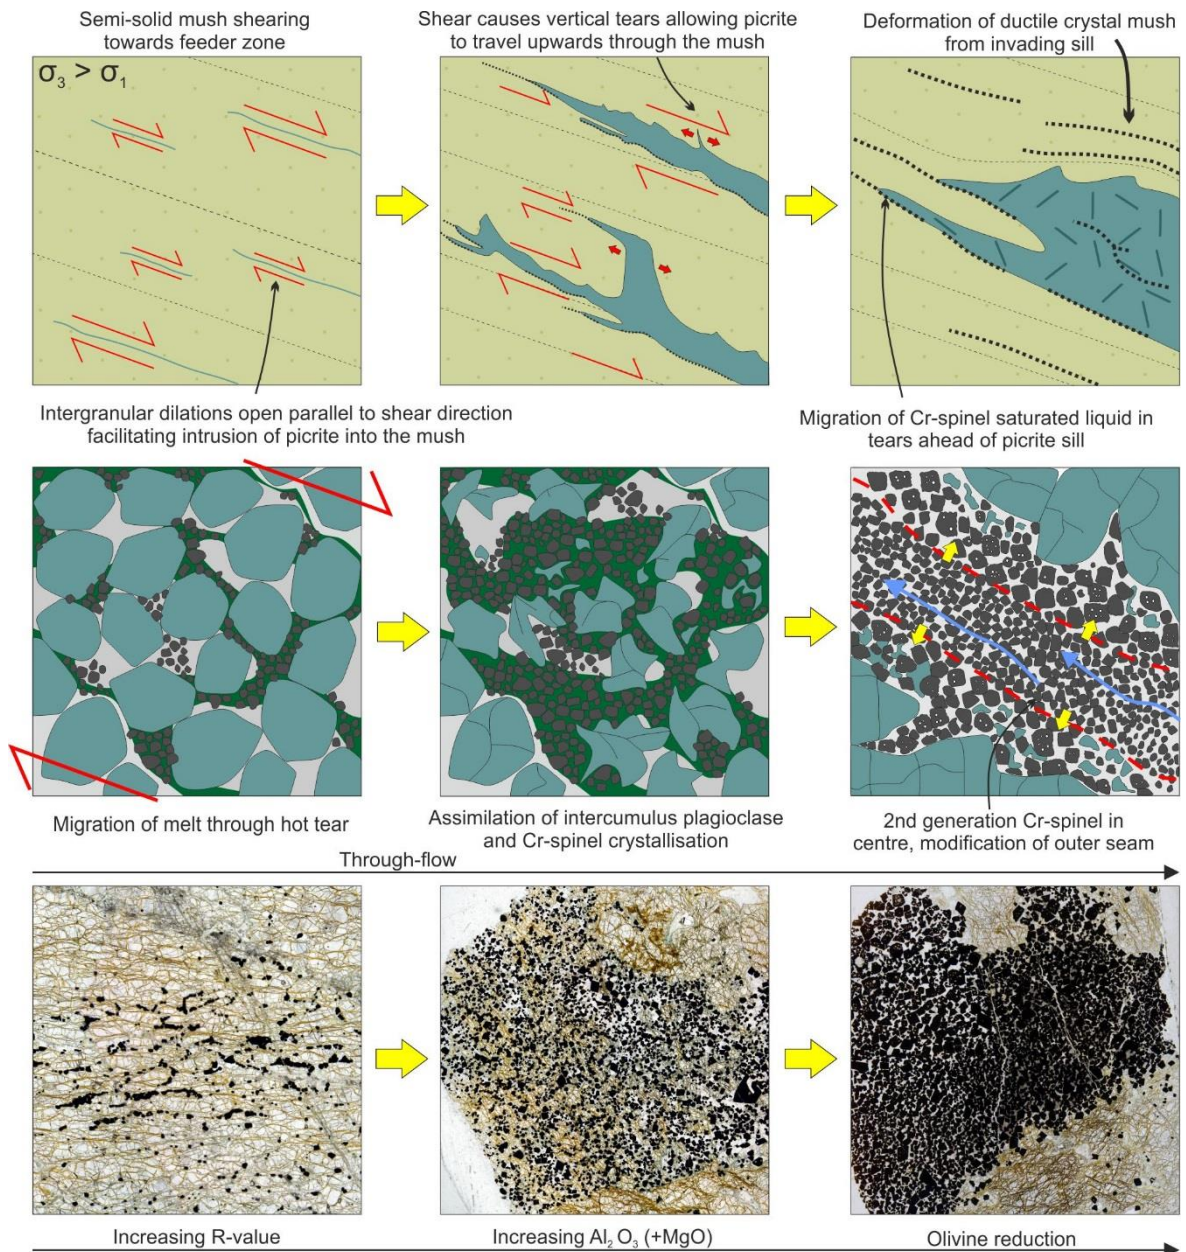 Semi-solid mush shearing
towards feeder zone
Shear causes vertical tears allowing picrite
to travel upwards through the mush
Deformation of ductile crystal mush
from invading sill
σ₃ > σ₁
Intergranular dilations open parallel to shear direction
facilitating intrusion of picrite into the mush
Migration of Cr-spinel saturated liquid in
tears ahead of picrite sill
Migration of melt through hot tear
Assimilation of intercumulus plagioclase
and Cr-spinel crystallisation
2nd generation Cr-spinel in
centre, modification of outer seam
Through-flow
Increasing R-value
Increasing Al₂O₃ (+MgO)
Olivine reduction